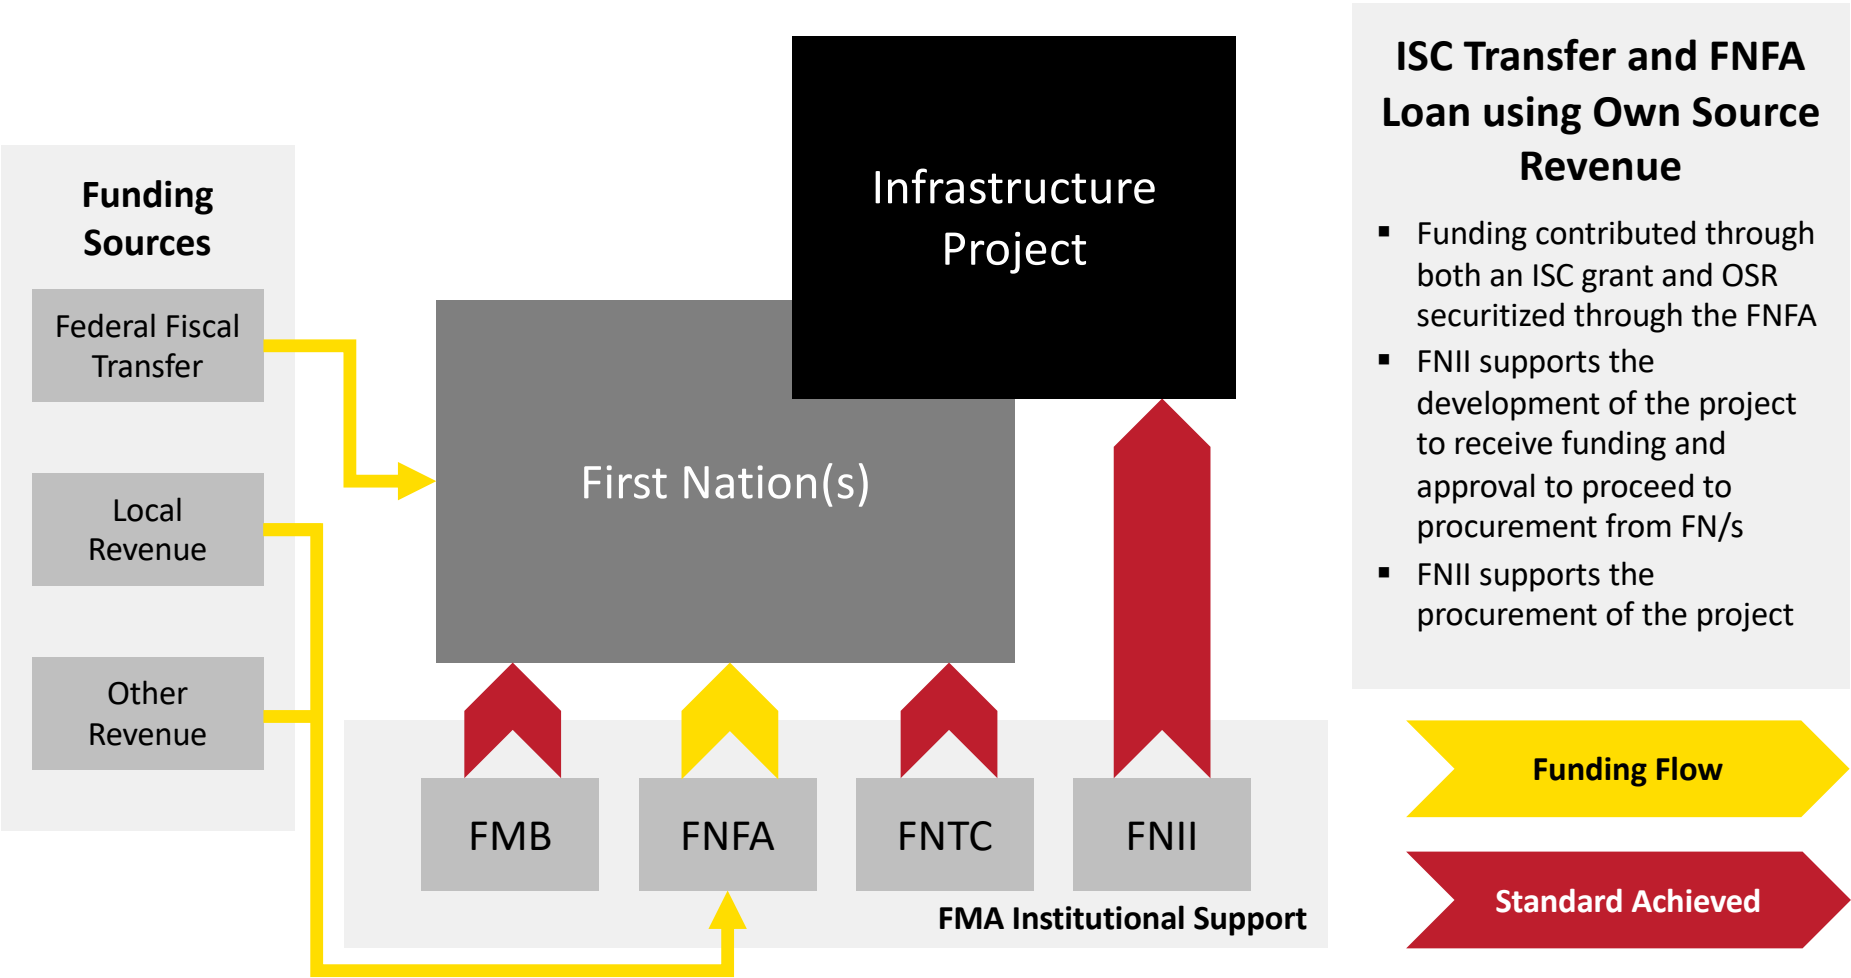 Funding
Sources
Federal Fiscal
Transfer
Local
Revenue
Other
Revenue
Infrastructure
Project
First Nation(s)
FMB
FNFA
FNTC
FNII
FMA Institutional Support
ISC Transfer and FNFA
Loan using Own Source
Revenue
▪ Funding contributed through
both an ISC grant and OSR
securitized through the FNFA
▪ FNII supports the
development of the project
to receive funding and
approval to proceed to
procurement from FN/s
▪ FNII supports the
procurement of the project
Funding Flow
Standard Achieved